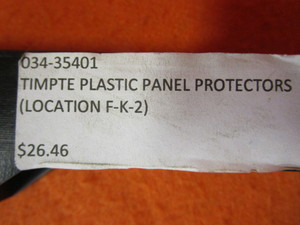 034-35401
TIMPTE PLASTIC PANEL PROTECTORS
(LOCATION F-K-2)
$26.46